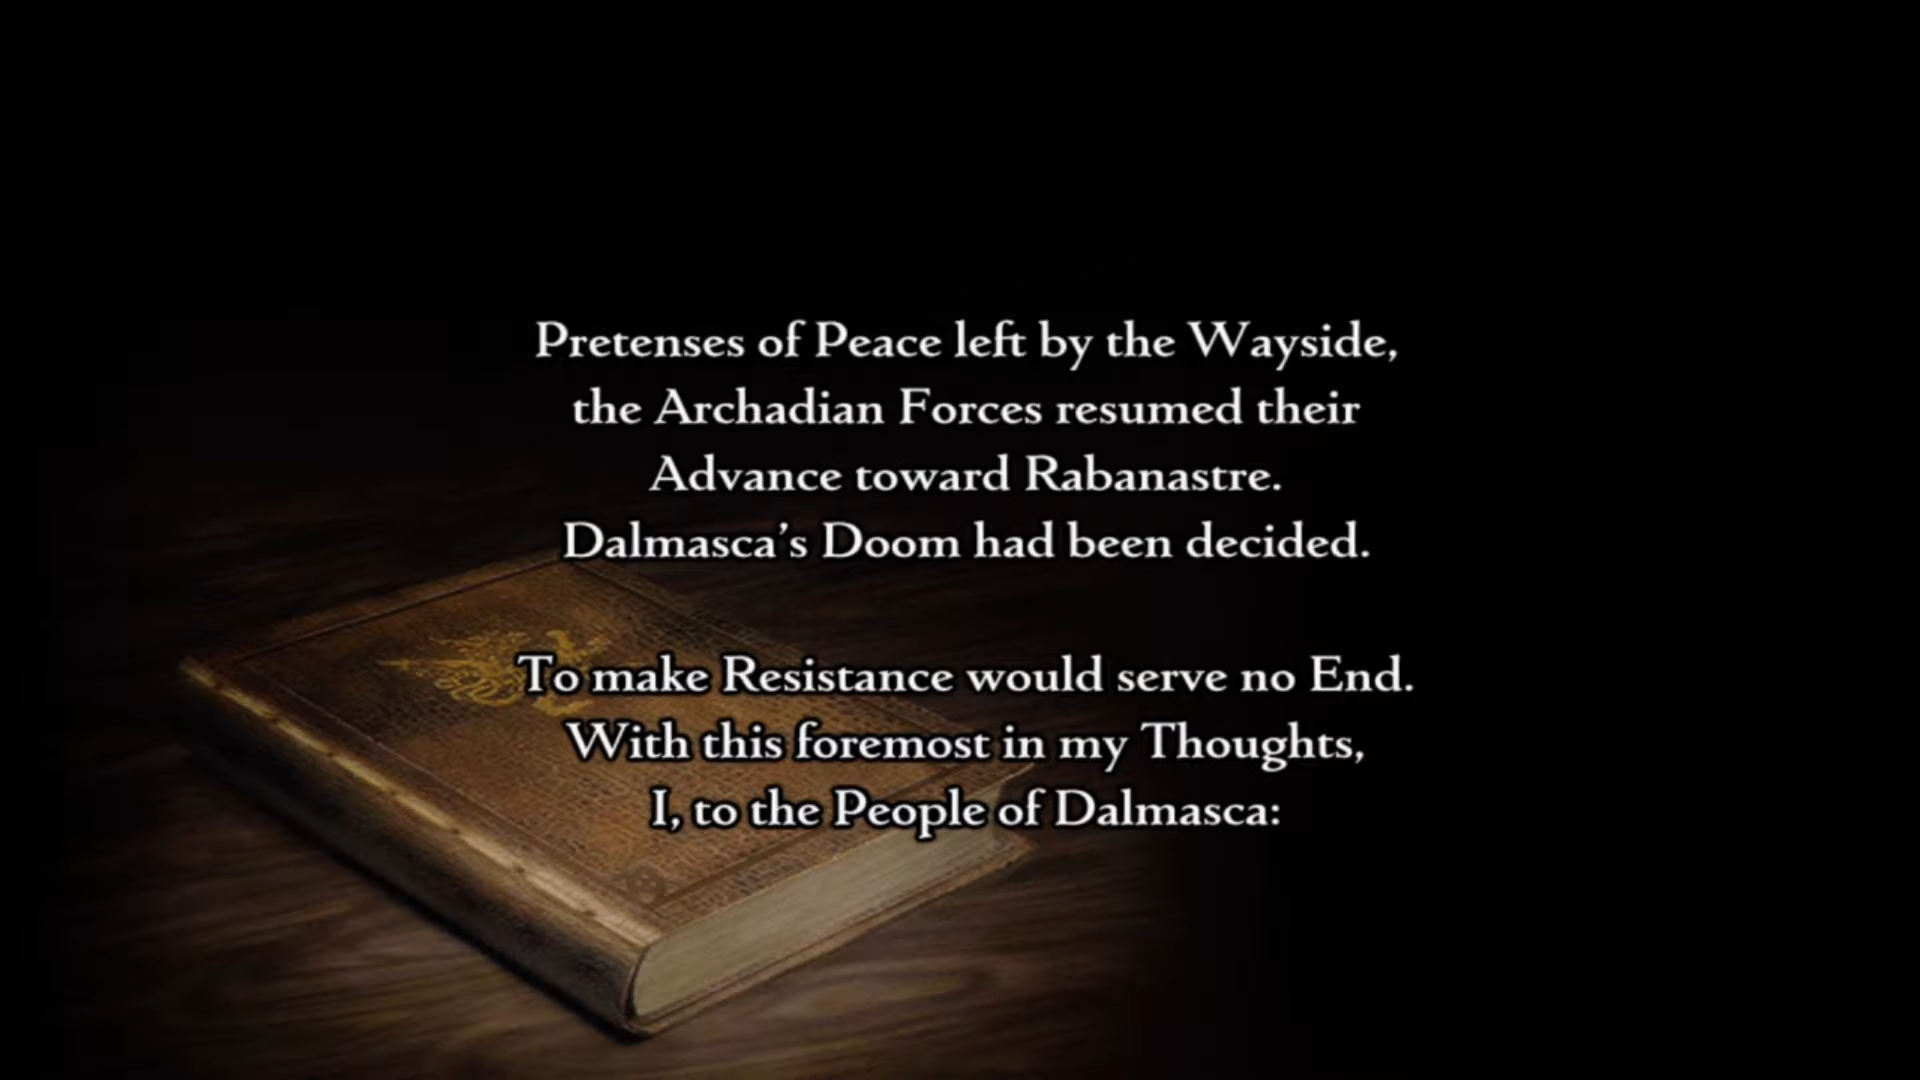 Pretenses of Peace left by the Wayside,
the Archadian Forces resumed their
Advance toward Rabanastre.
Dalmasca's Doom had been decided.
To make Resistance would serve no End.
With this foremost in my Thoughts,
I, to the People of Dalmasca: